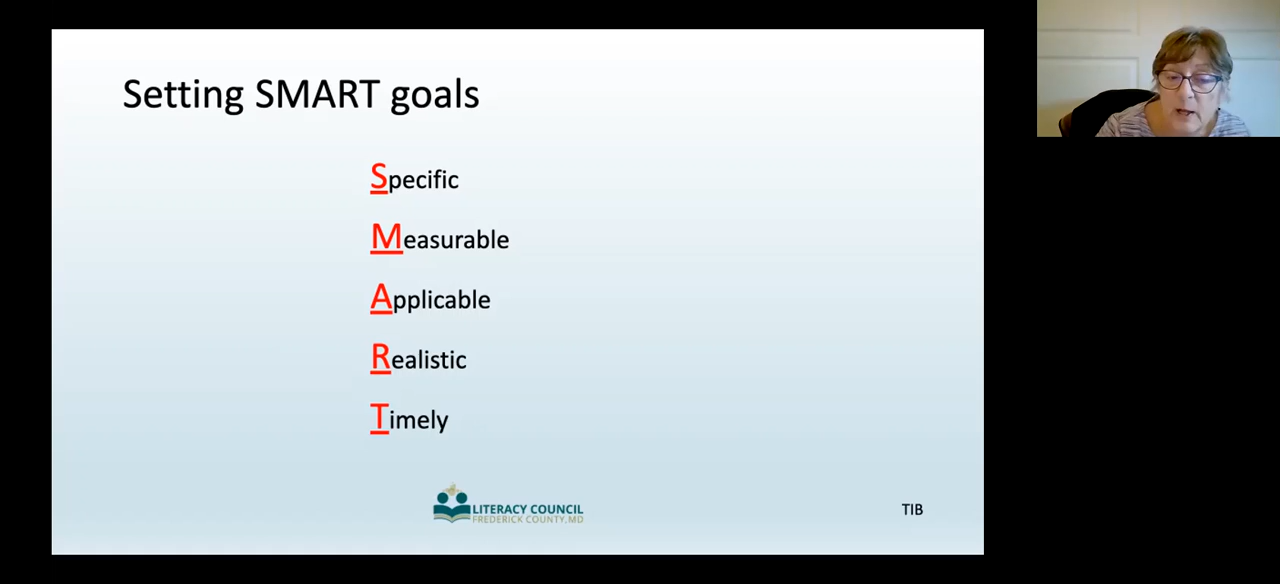 Setting SMART goals
Specific
Measurable
Applicable
Realistic
Timely
LITERACY COUNCIL
FREDERICK COUNTY, MD
TIB